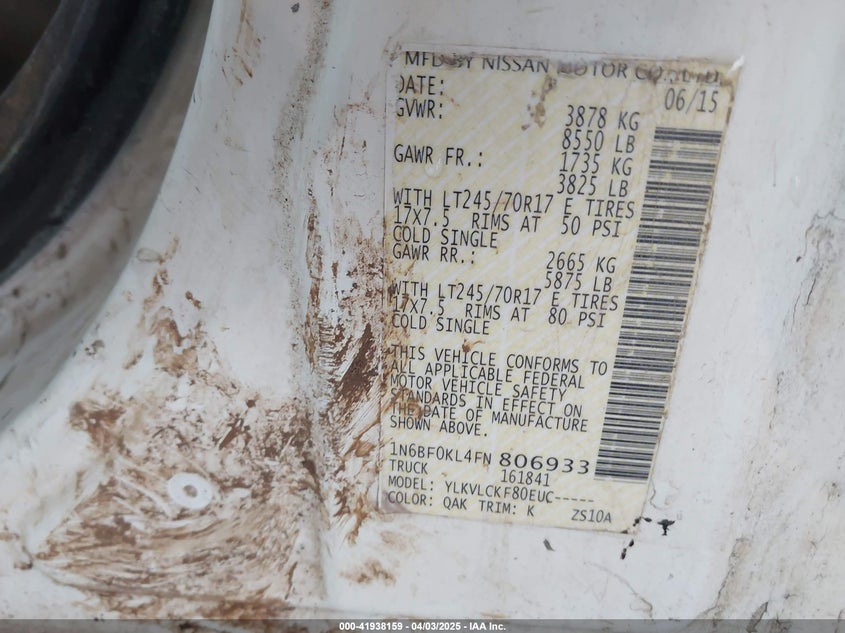 MFD BY NISSAN MOTOR CO., LTD.
DATE: 06/15
GVWR: 3878 KG
8550 LB
GAWR FR.: 1735 KG
3825 LB
WITH LT245/70R17 E TIRES
17X7.5 RIMS AT 50 PSI
COLD SINGLE
GAWR RR.: 2665 KG
5875 LB
WITH LT245/70R17 E TIRES
17X7.5 RIMS AT 80 PSI
COLD SINGLE
THIS VEHICLE CONFORMS TO
ALL APPLICABLE FEDERAL
MOTOR VEHICLE SAFETY
STANDARDS IN EFFECT ON
THE DATE OF MANUFACTURE
SHOWN ABOVE.
1N6BF0KL4FN 806933
TRUCK 161841
MODEL: YLKVLCKF80EUC-----
COLOR: QAK TRIM: K ZS10A
000-41938159 - 04/03/2025 - IAA Inc.